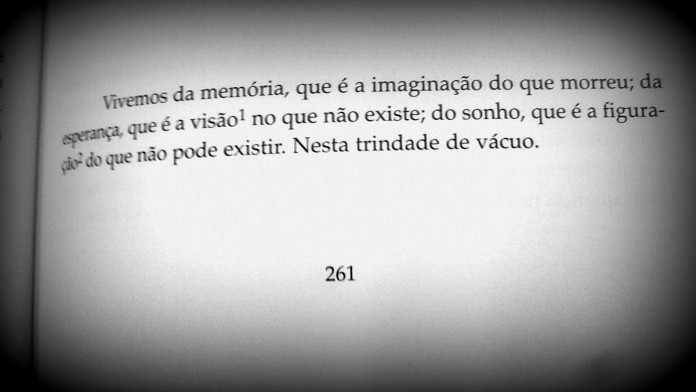 Vivemos da memória, que é a imaginação do que morreu; da
esperança, que é a visão¹ no que não existe; do sonho, que é a figura-
ção² do que não pode existir. Nesta trindade de vácuo.
261